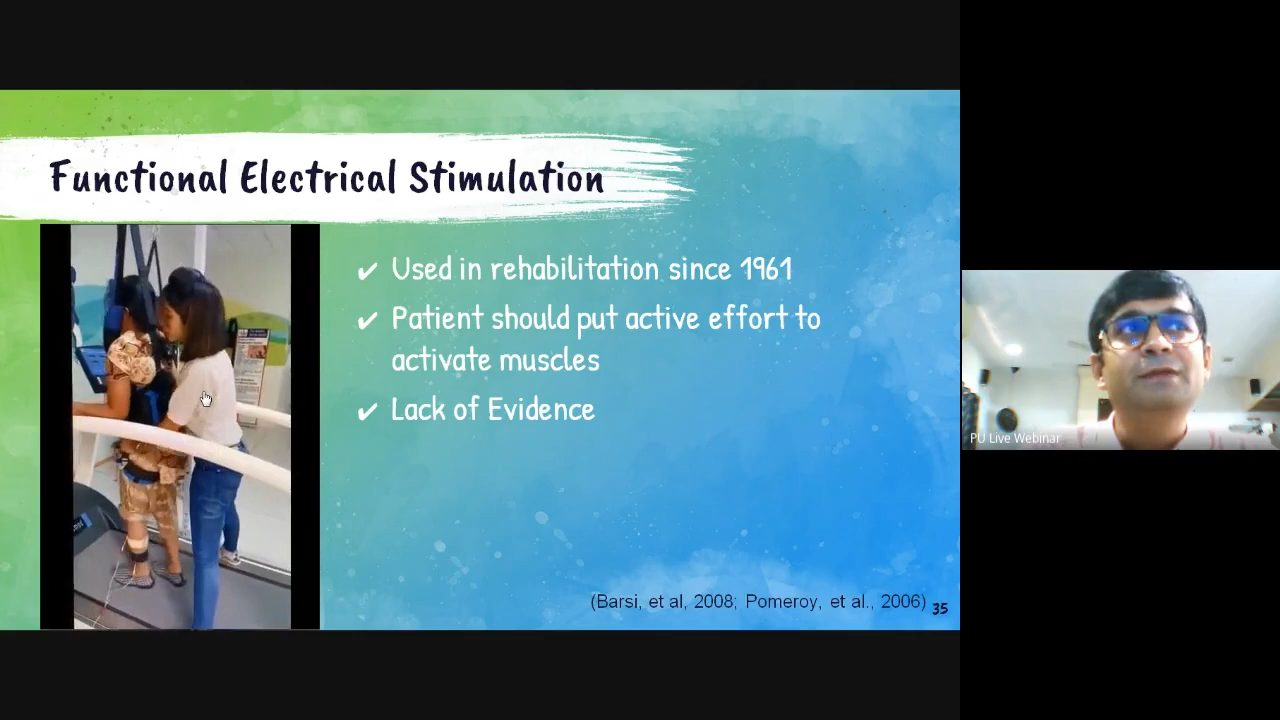 Functional Electrical Stimulation
✔ Used in rehabilitation since 1961
✔ Patient should put active effort to
activate muscles
✔ Lack of Evidence
(Barsi, et al, 2008; Pomeroy, et al., 2006)
35
PU Live Webinar